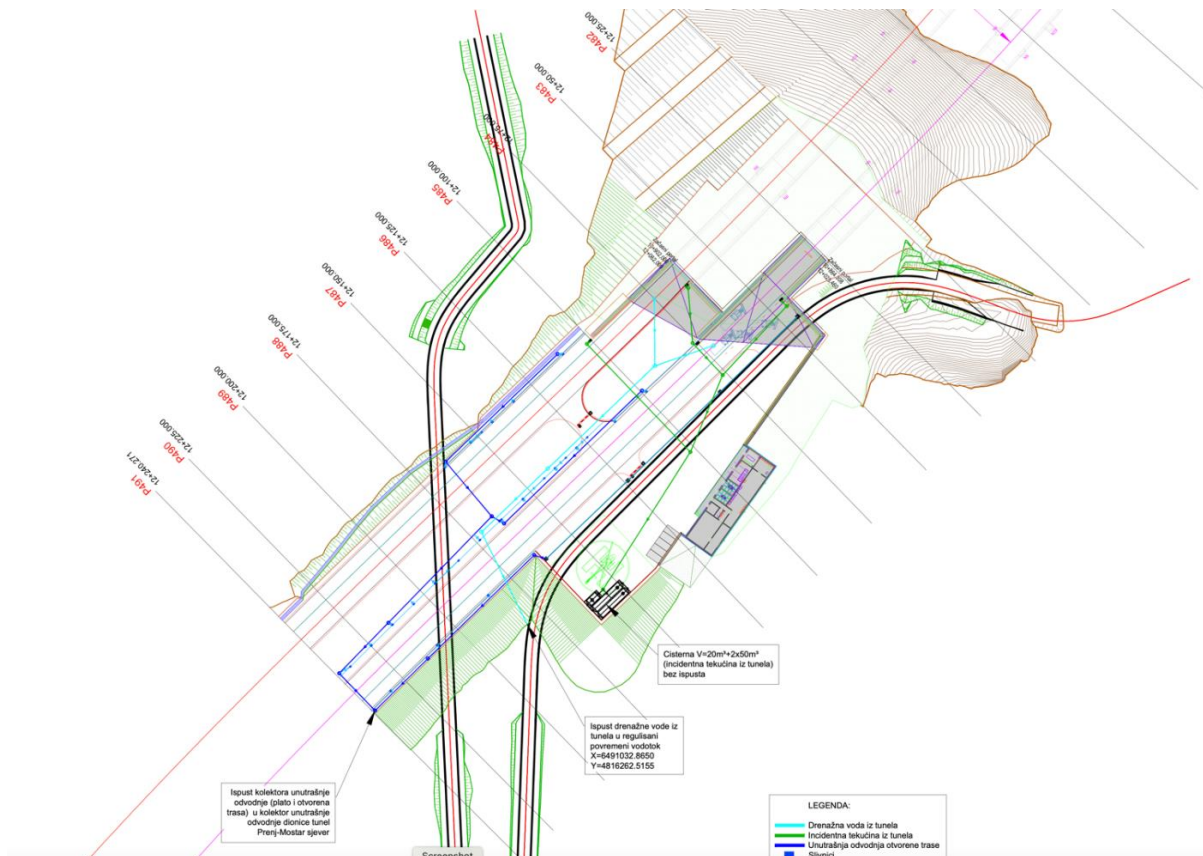 12+25.000
P482
12+50.000
P483
P484
12+100.000
P485
12+125.000
P486
12+150.000
P487
12+175.000
P488
12+200.000
P489
12+225.000
P490
12+240.271
P491
Cisterna V=20m³+2x50m³
(incidentna tekućina iz tunela)
bez ispusta
Ispust drenažne vode iz
tunela u regulisani
povremeni vodotok
X=6491032.8650
Y=4816262.5155
Ispust kolektora unutrašnje
odvodnje (plato i otvorena
trasa) u kolektor unutrašnje
odvodnje dionice tunel
Prenj-Mostar sjever
LEGENDA:
Drenažna voda iz tunela
Incidentna tekućina iz tunela
Unutrašnja odvodnja otvorene trase
Slivnici
Screenshot